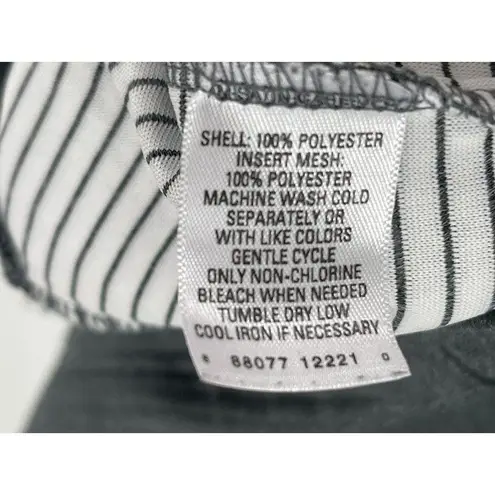 SHELL: 100% POLYESTER
INSERT MESH:
100% POLYESTER
MACHINE WASH COLD
SEPARATELY OR
WITH LIKE COLORS
GENTLE CYCLE
ONLY NON-CHLORINE
BLEACH WHEN NEEDED
TUMBLE DRY LOW
COOL IRON IF NECESSARY
8 88077 12221 0